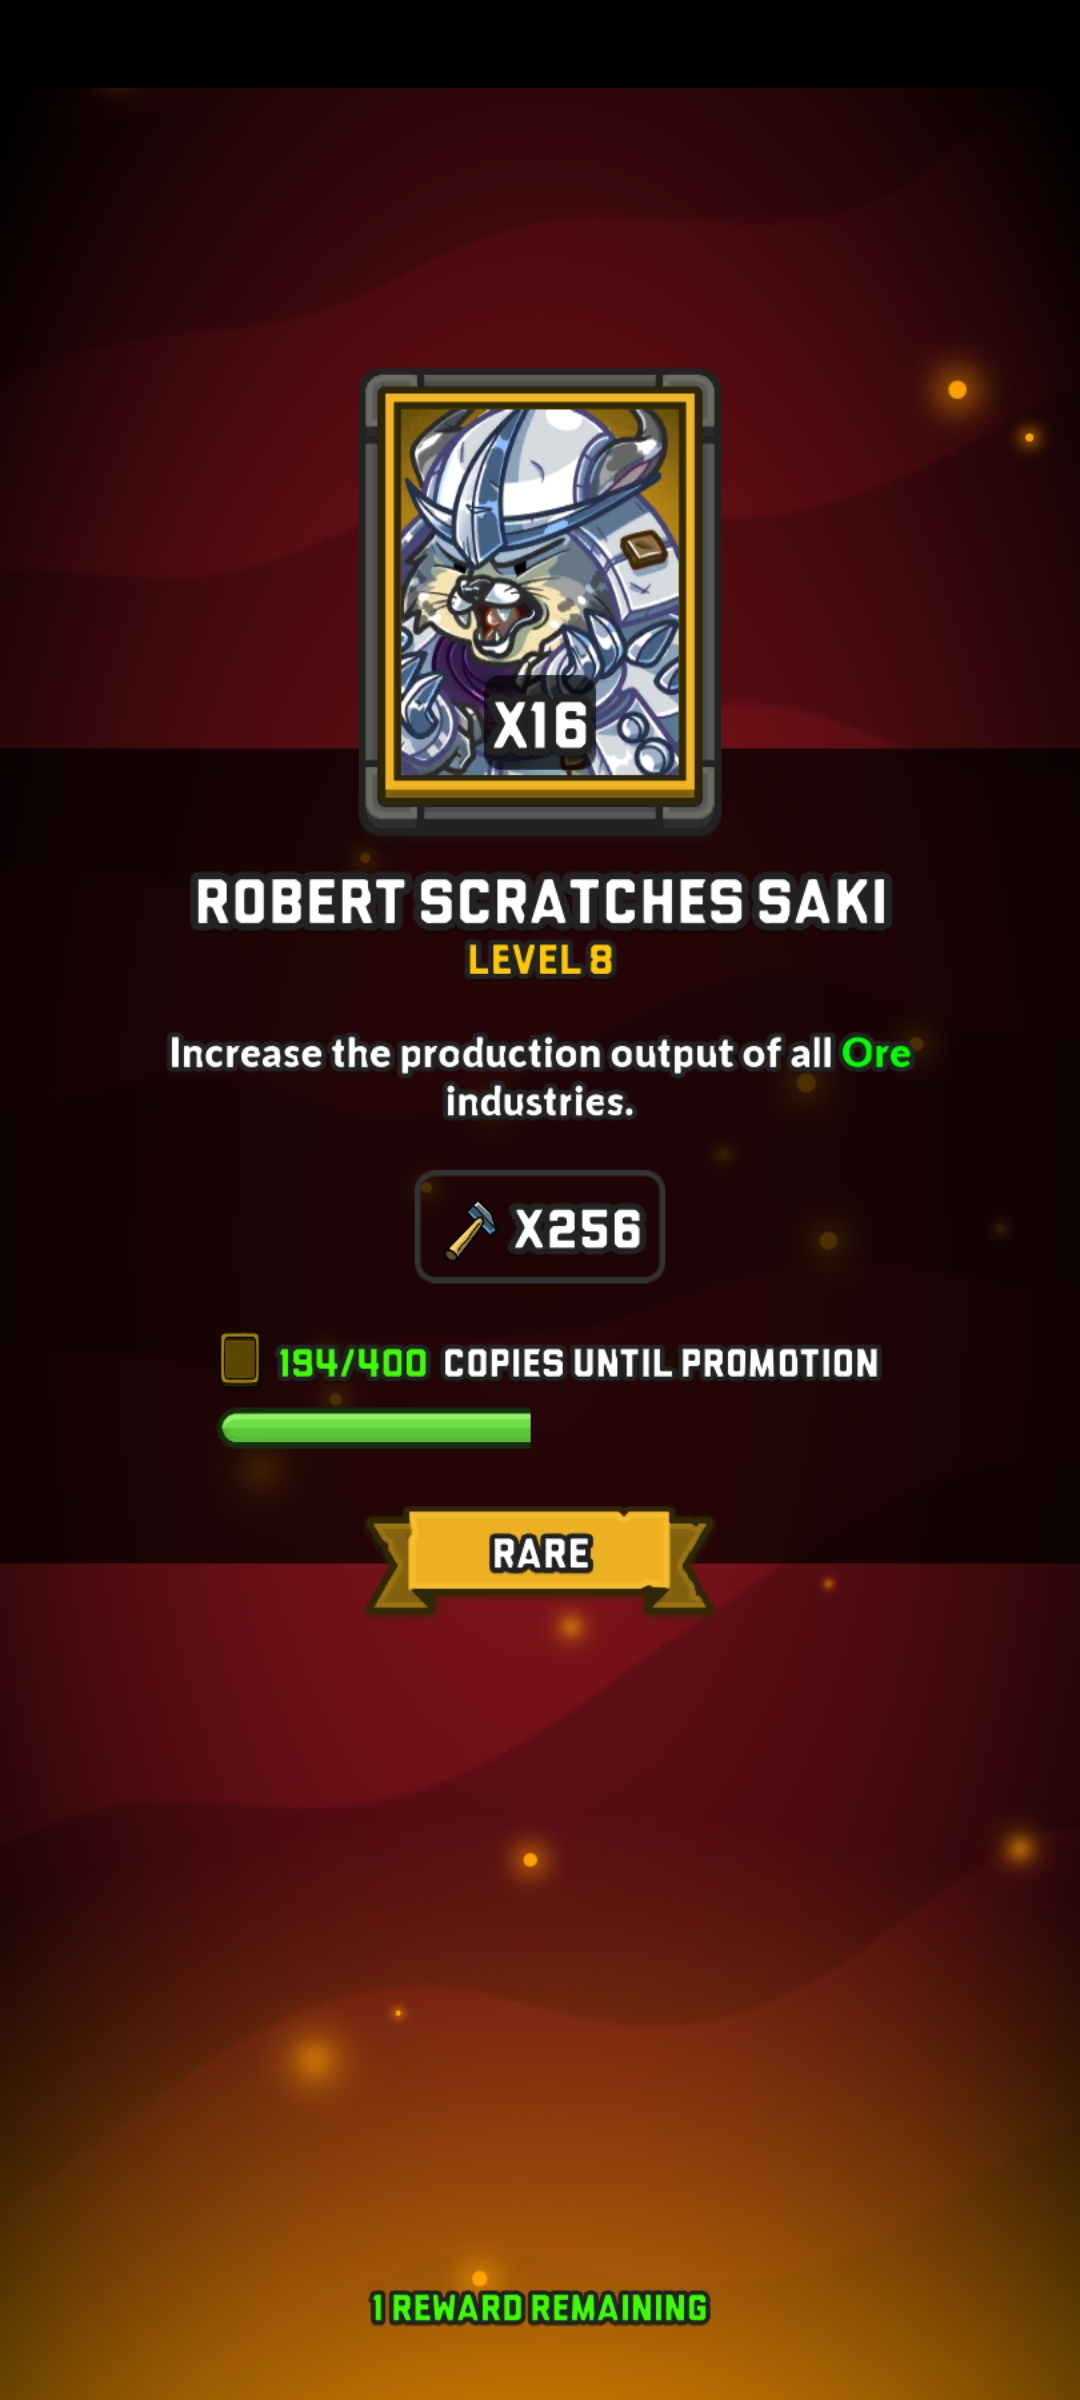 X16
ROBERT SCRATCHES SAKI
LEVEL 8
Increase the production output of all Ore
industries.
X256
194/400 COPIES UNTIL PROMOTION
RARE
1 REWARD REMAINING